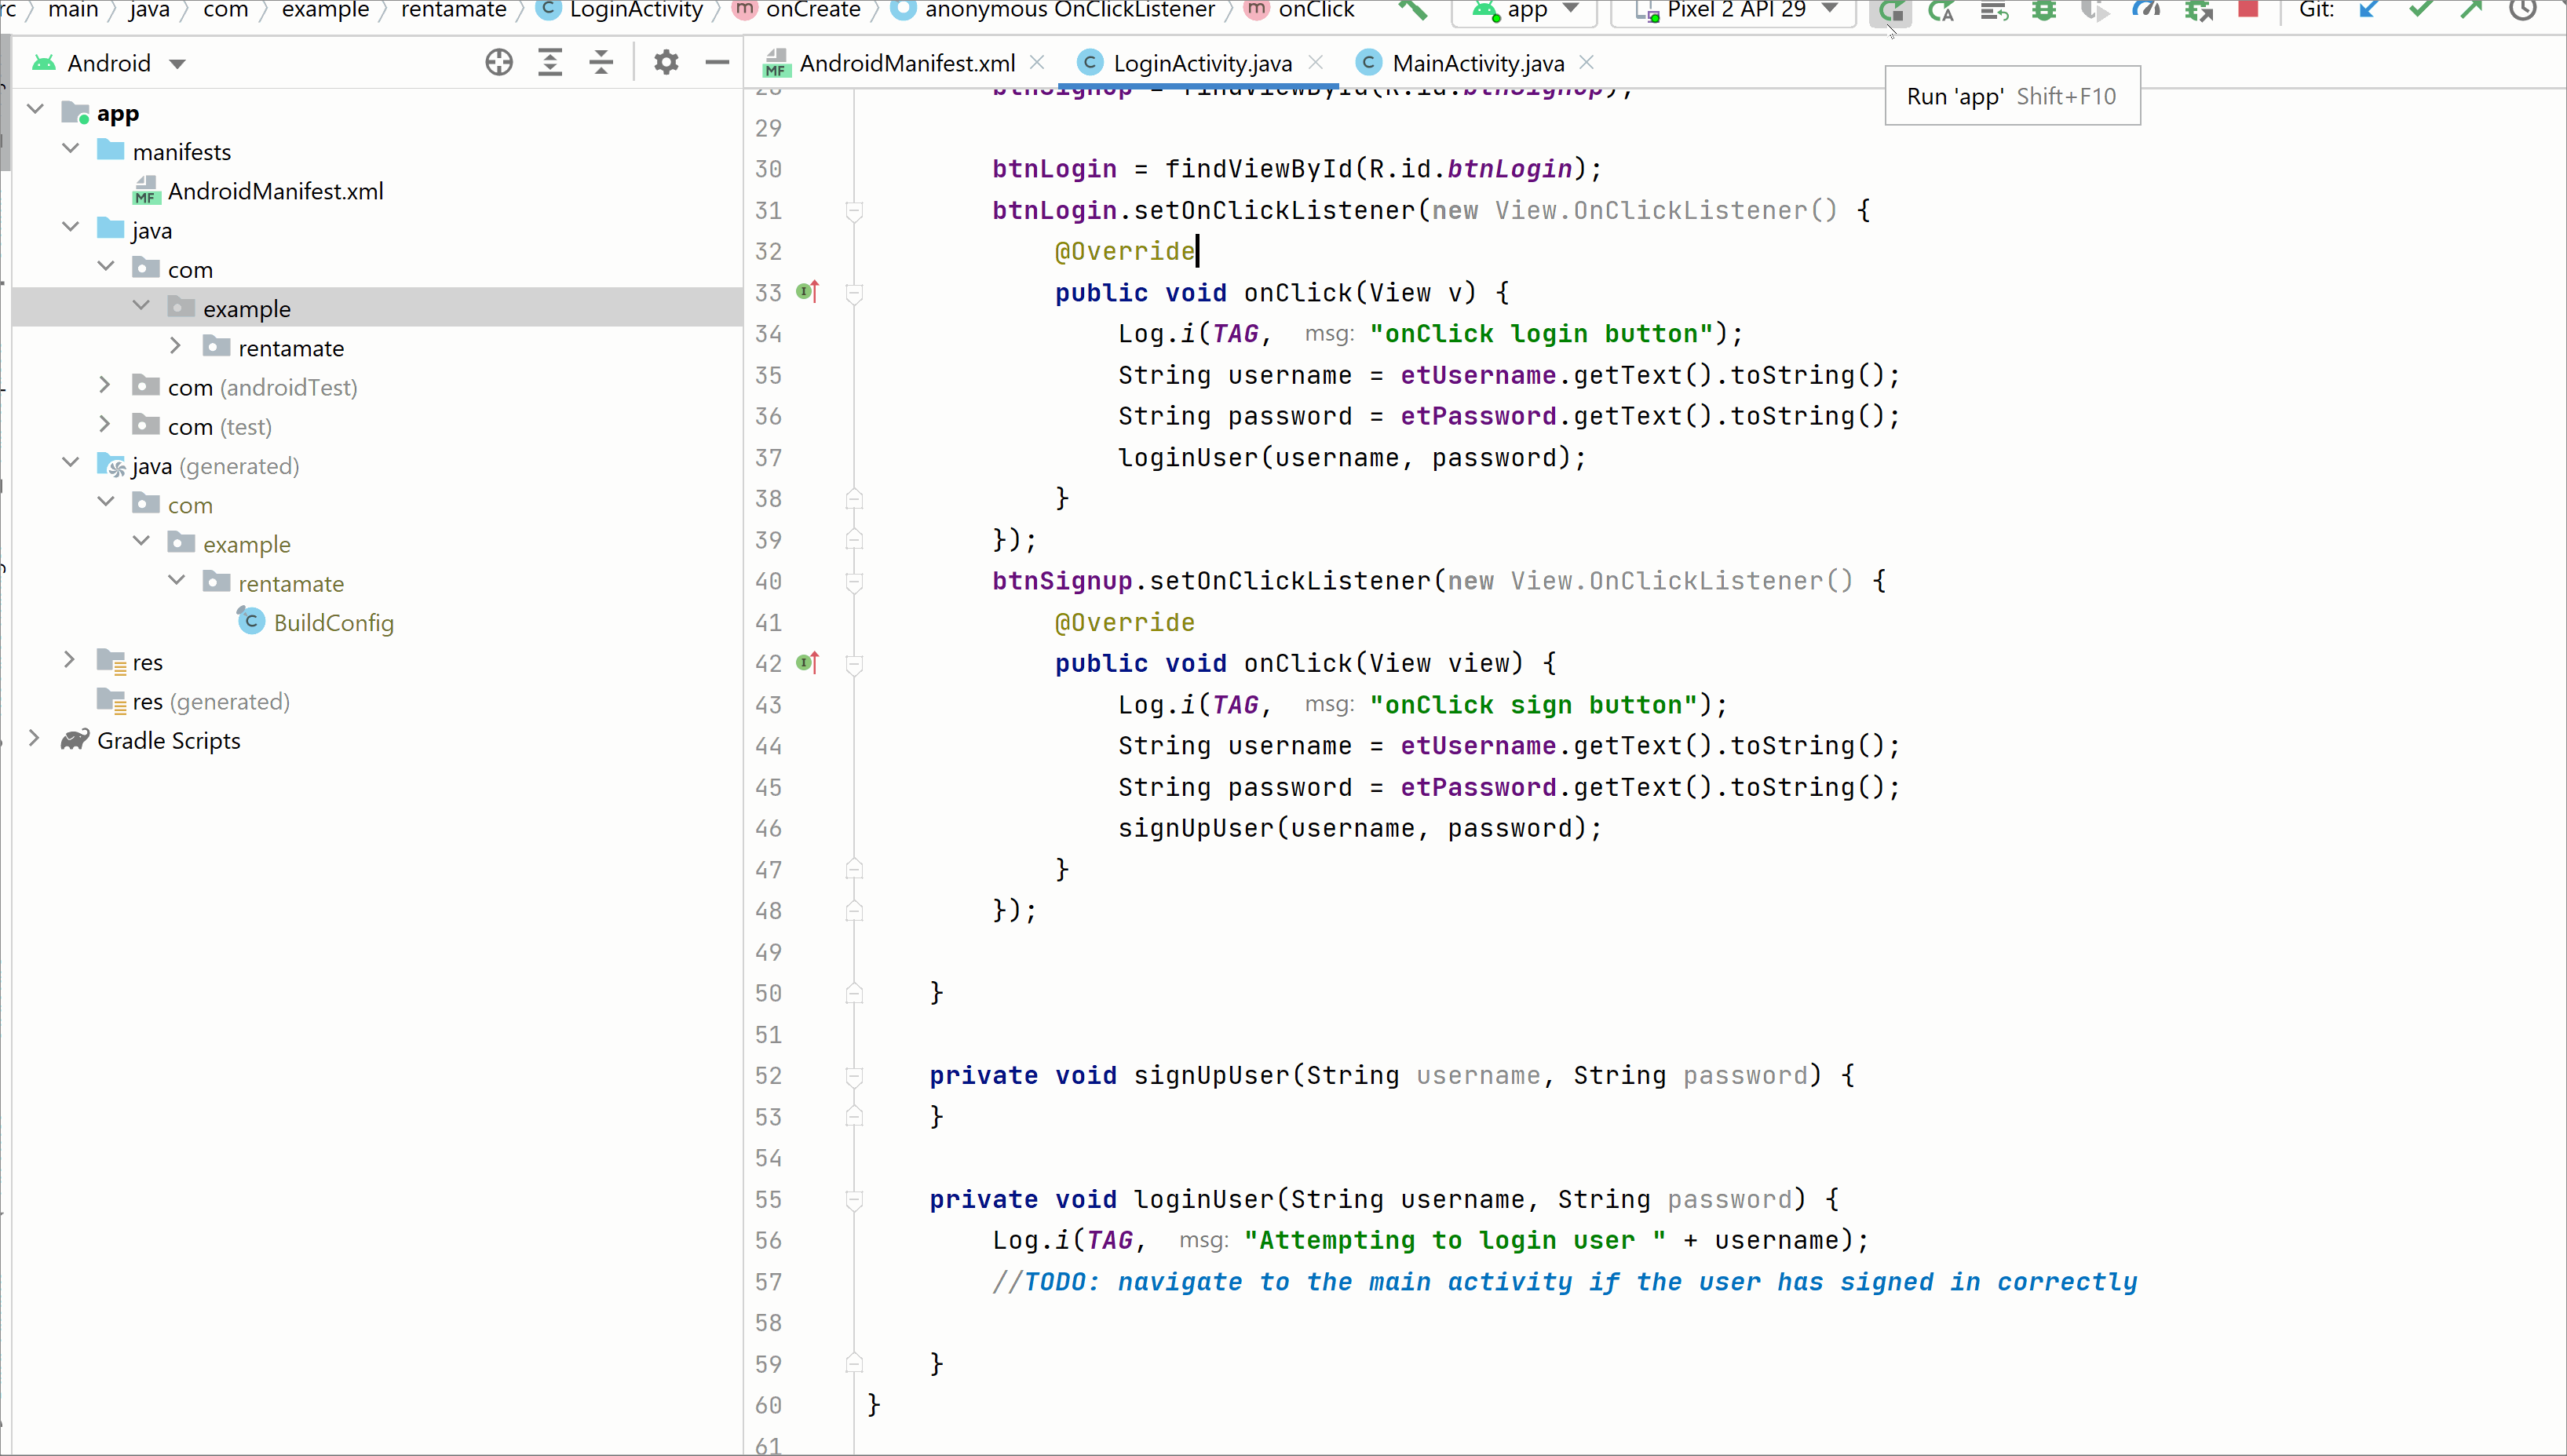 main java com example rentamate LoginActivity onCreate anonymous OnClickListener onClick app Pixel 2 API 29 Git:
Android
AndroidManifest.xml LoginActivity.java MainActivity.java
Run 'app' Shift+F10
app
manifests
AndroidManifest.xml
java
com
example
rentamate
com (androidTest)
com (test)
java (generated)
com
example
rentamate
BuildConfig
res
res (generated)
Gradle Scripts
28 btnSignup = findViewById(R.id.btnSignup);
29
30 btnLogin = findViewById(R.id.btnLogin);
31 btnLogin.setOnClickListener(new View.OnClickListener() {
32 @Override
33 public void onClick(View v) {
34 Log.i(TAG, msg: "onClick login button");
35 String username = etUsername.getText().toString();
36 String password = etPassword.getText().toString();
37 loginUser(username, password);
38 }
39 });
40 btnSignup.setOnClickListener(new View.OnClickListener() {
41 @Override
42 public void onClick(View view) {
43 Log.i(TAG, msg: "onClick sign button");
44 String username = etUsername.getText().toString();
45 String password = etPassword.getText().toString();
46 signUpUser(username, password);
47 }
48 });
49
50 }
51
52 private void signUpUser(String username, String password) {
53 }
54
55 private void loginUser(String username, String password) {
56 Log.i(TAG, msg: "Attempting to login user " + username);
57 //TODO: navigate to the main activity if the user has signed in correctly
58
59 }
60 }
61